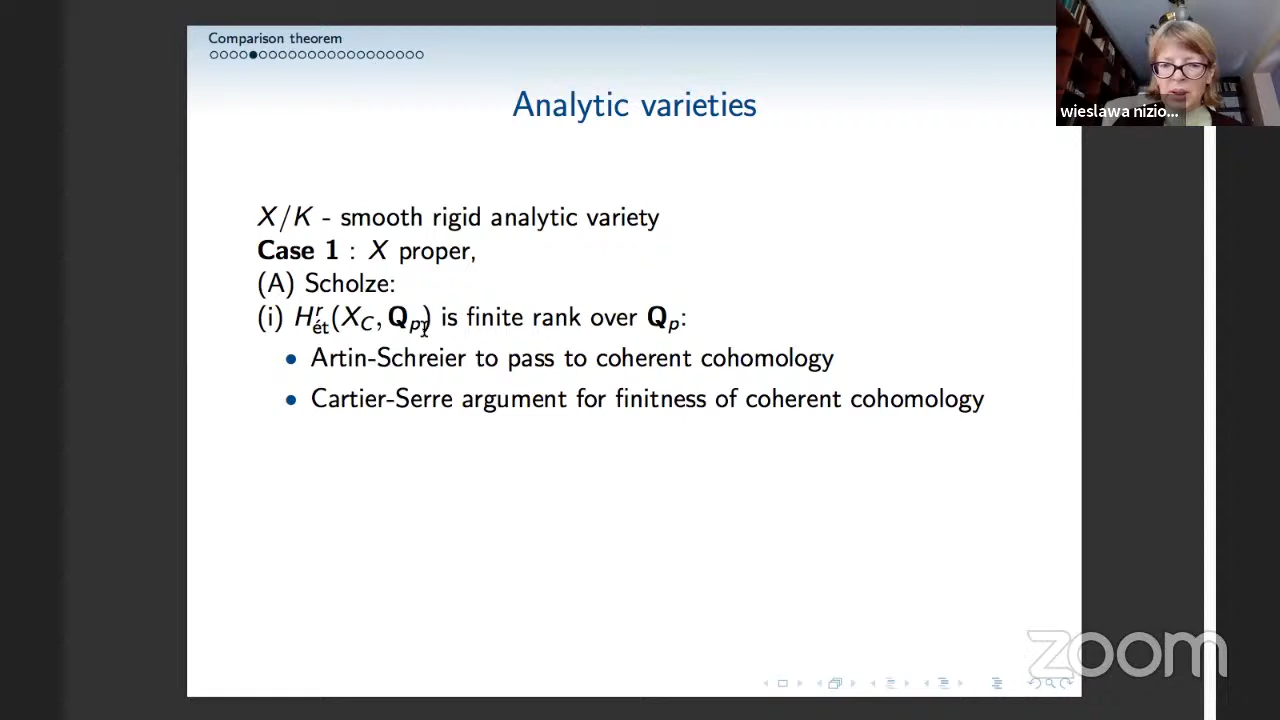 Comparison theorem
Analytic varieties
wieslawa nizio...
X/K - smooth rigid analytic variety
Case 1 : X proper,
(A) Scholze:
(i) H^r_ét(X_C, Q_p) is finite rank over Q_p:
• Artin-Schreier to pass to coherent cohomology
• Cartier-Serre argument for finitness of coherent cohomology
zoom